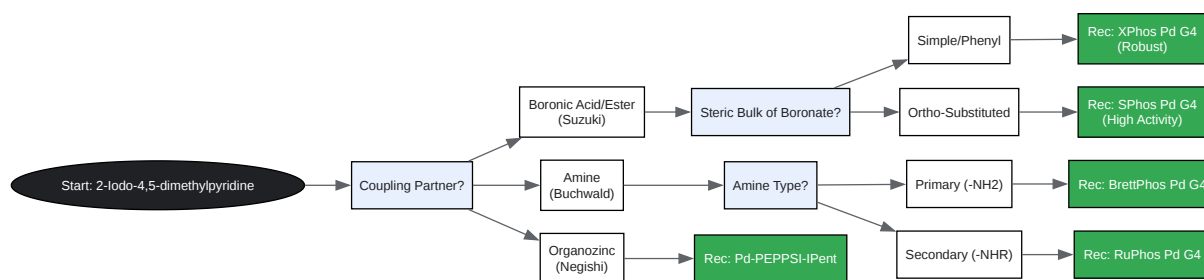 Start: 2-Iodo-4,5-dimethylpyridine
Coupling Partner?
Boronic Acid/Ester
(Suzuki)
Steric Bulk of Boronate?
Simple/Phenyl
Rec: XPhos Pd G4
(Robust)
Ortho-Substituted
Rec: SPhos Pd G4
(High Activity)
Amine
(Buchwald)
Amine Type?
Primary (-NH2)
Rec: BrettPhos Pd G4
Secondary (-NHR)
Rec: RuPhos Pd G4
Organozinc
(Negishi)
Rec: Pd-PEPPSI-IPent